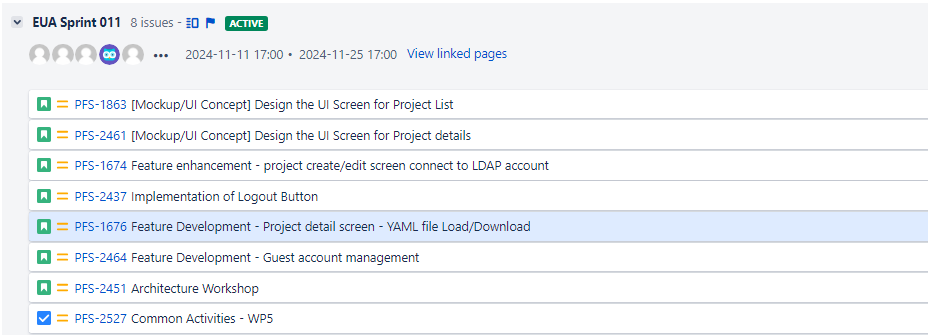 EUA Sprint 011 8 issues - ACTIVE
2024-11-11 17:00 • 2024-11-25 17:00 View linked pages
PFS-1863 [Mockup/UI Concept] Design the UI Screen for Project List
PFS-2461 [Mockup/UI Concept] Design the UI Screen for Project details
PFS-1674 Feature enhancement - project create/edit screen connect to LDAP account
PFS-2437 Implementation of Logout Button
PFS-1676 Feature Development - Project detail screen - YAML file Load/Download
PFS-2464 Feature Development - Guest account management
PFS-2451 Architecture Workshop
PFS-2527 Common Activities - WP5